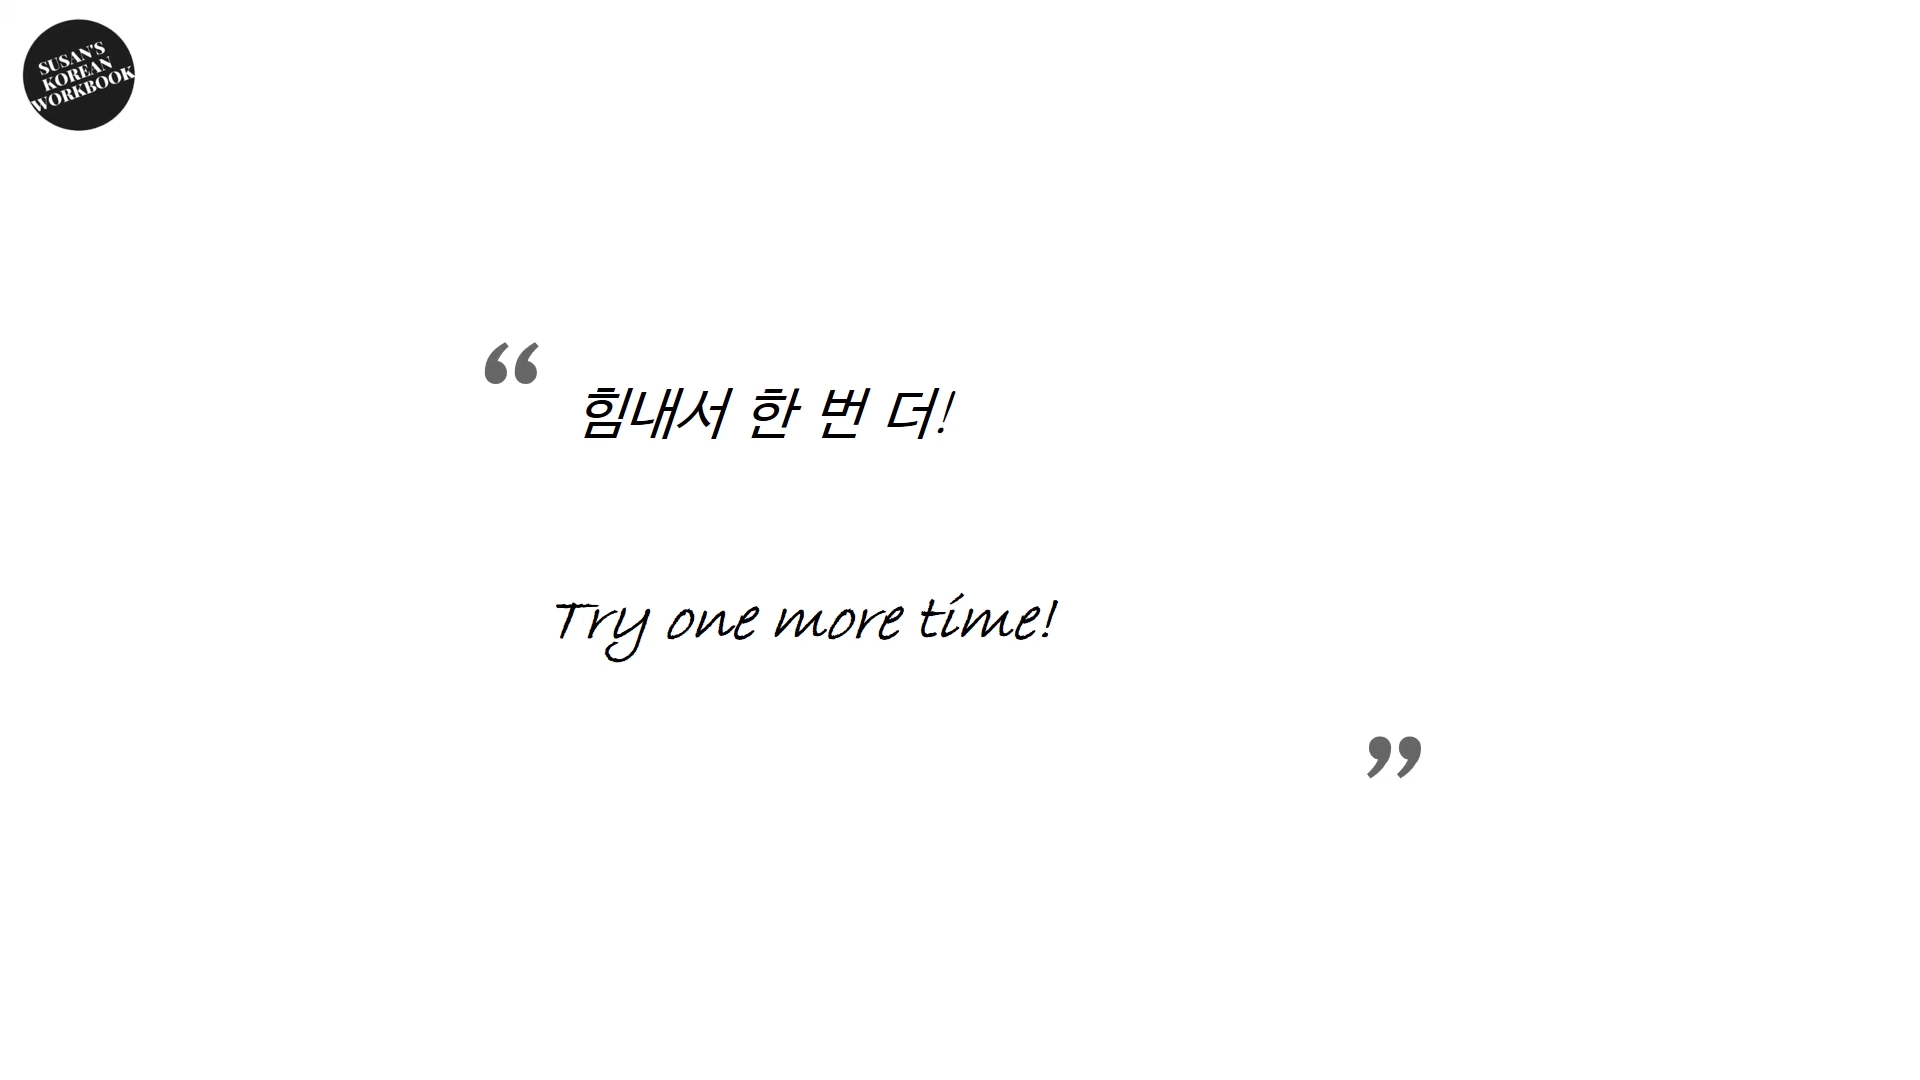 SUSAN'S
KOREAN
WORKBOOK
“ 힘내서 한 번 더!
Try one more time!
”